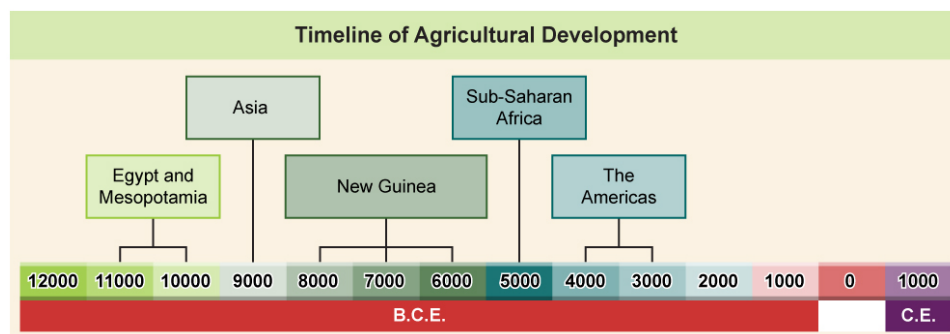 Timeline of Agricultural Development
Asia
Sub-Saharan
Africa
Egypt and
Mesopotamia
New Guinea
The
Americas
12000 11000 10000 9000 8000 7000 6000 5000 4000 3000 2000 1000 0 1000
B.C.E. C.E.